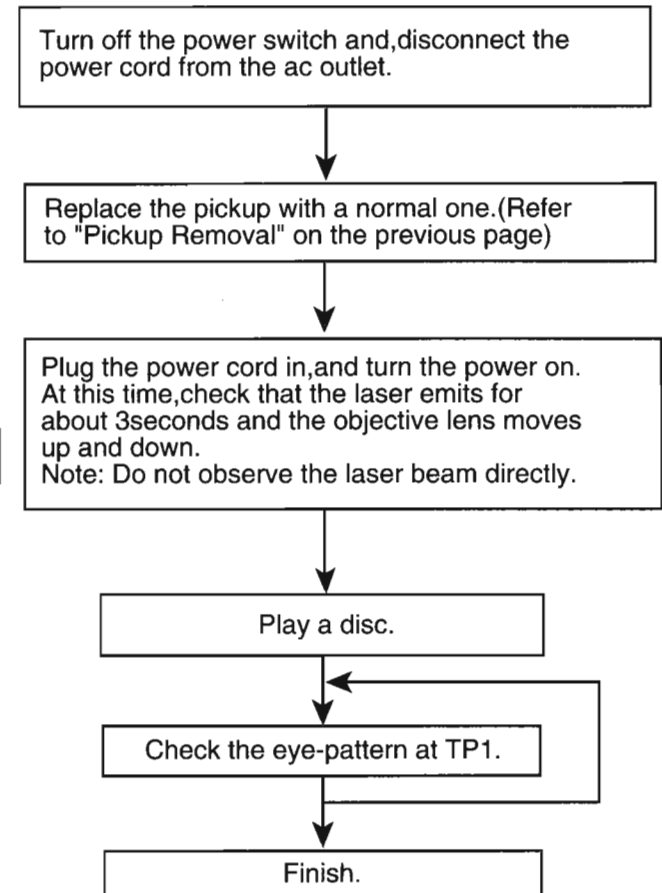 Turn off the power switch and,disconnect the
power cord from the ac outlet.
Replace the pickup with a normal one.(Refer
to "Pickup Removal" on the previous page)
Plug the power cord in,and turn the power on.
At this time,check that the laser emits for
about 3seconds and the objective lens moves
up and down.
Note: Do not observe the laser beam directly.
Play a disc.
Check the eye-pattern at TP1.
Finish.